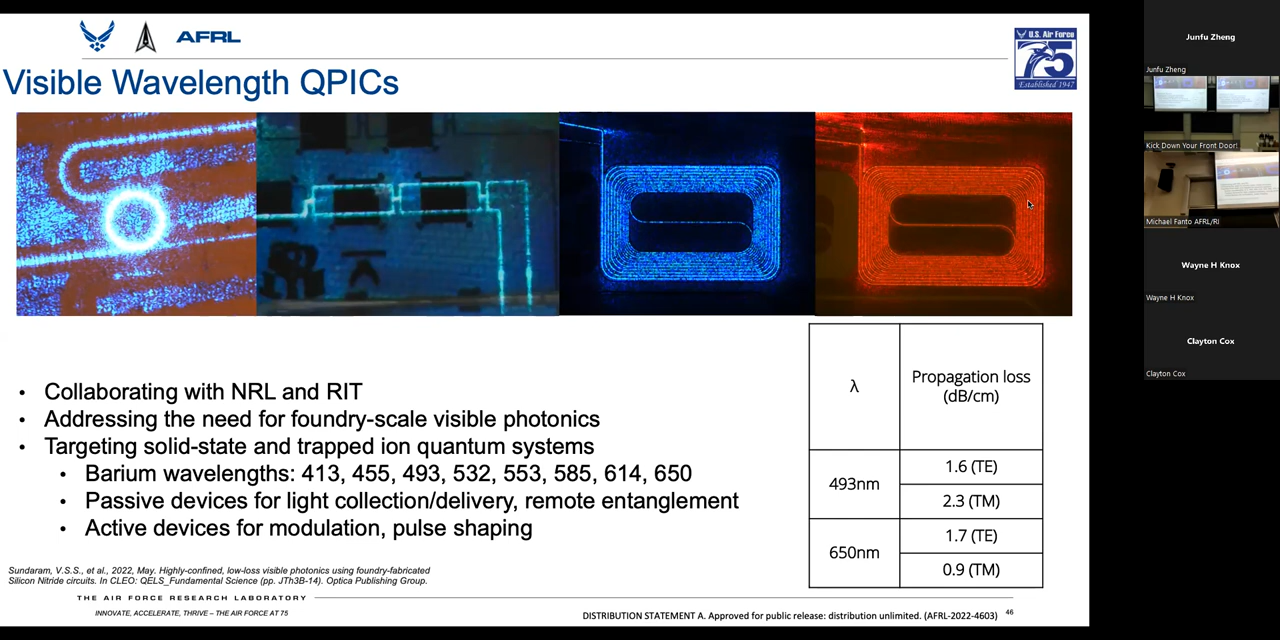 AFRL
U.S. Air Force
75
Established 1947
Visible Wavelength QPICs
• Collaborating with NRL and RIT
• Addressing the need for foundry-scale visible photonics
• Targeting solid-state and trapped ion quantum systems
• Barium wavelengths: 413, 455, 493, 532, 553, 585, 614, 650
• Passive devices for light collection/delivery, remote entanglement
• Active devices for modulation, pulse shaping
λ
Propagation loss
(dB/cm)
493nm
1.6 (TE)
2.3 (TM)
650nm
1.7 (TE)
0.9 (TM)
Sundaram, V.S.S., et al., 2022, May. Highly-confined, low-loss visible photonics using foundry-fabricated
Silicon Nitride circuits. In CLEO: QELS_Fundamental Science (pp. JTh3B-14). Optica Publishing Group.
THE AIR FORCE RESEARCH LABORATORY
INNOVATE, ACCELERATE, THRIVE – THE AIR FORCE AT 75
DISTRIBUTION STATEMENT A. Approved for public release: distribution unlimited. (AFRL-2022-4603)
46
Junfu Zheng
Junfu Zheng
Kick Down Your Front Door!
Michael Fanto AFRL/RI
Wayne H Knox
Wayne H Knox
Clayton Cox
Clayton Cox